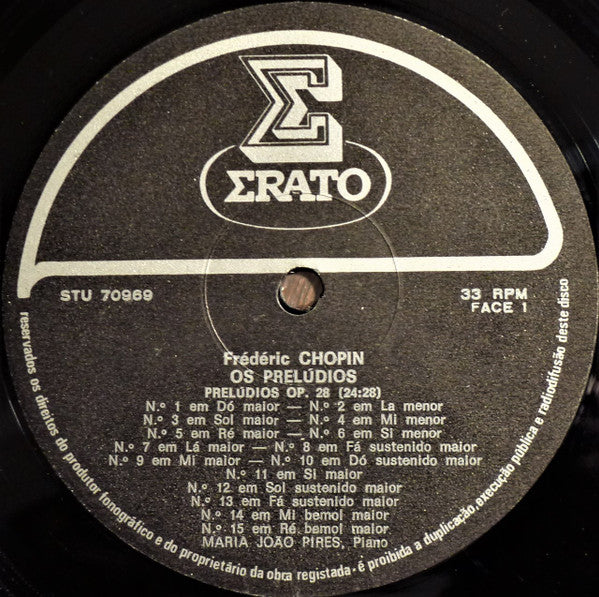 ΣRATO
STU 70969
33 RPM
FACE 1
Frédéric CHOPIN
OS PRELÚDIOS
PRELÚDIOS OP. 28 (24:28)
N.º 1 em Dó maior — N.º 2 em La menor
N.º 3 em Sol maior — N.º 4 em Mi menor
N.º 5 em Ré maior — N.º 6 em Si menor
N.º 7 em Lá maior — N.º 8 em Fá sustenido maior
N.º 9 em Mi maior — N.º 10 em Dó sustenido maior
N.º 11 em Si maior
N.º 12 em Sol sustenido maior
N.º 13 em Fá sustenido maior
N.º 14 em Mi bemol maior
N.º 15 em Ré bemol maior
MARIA JOÃO PIRES, Piano
reservados os direitos do produtor fonográfico e do proprietário da obra registada - é proibida a duplicação, execução pública e radiodifusão deste disco